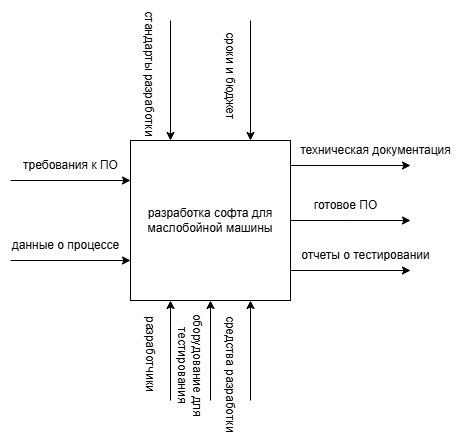 стандарты разработки
сроки и бюджет
требования к ПО
данные о процессе
разработка софта для
маслобойной машины
техническая документация
готовое ПО
отчеты о тестировании
разработчики
оборудование для
тестирования
средства разработки